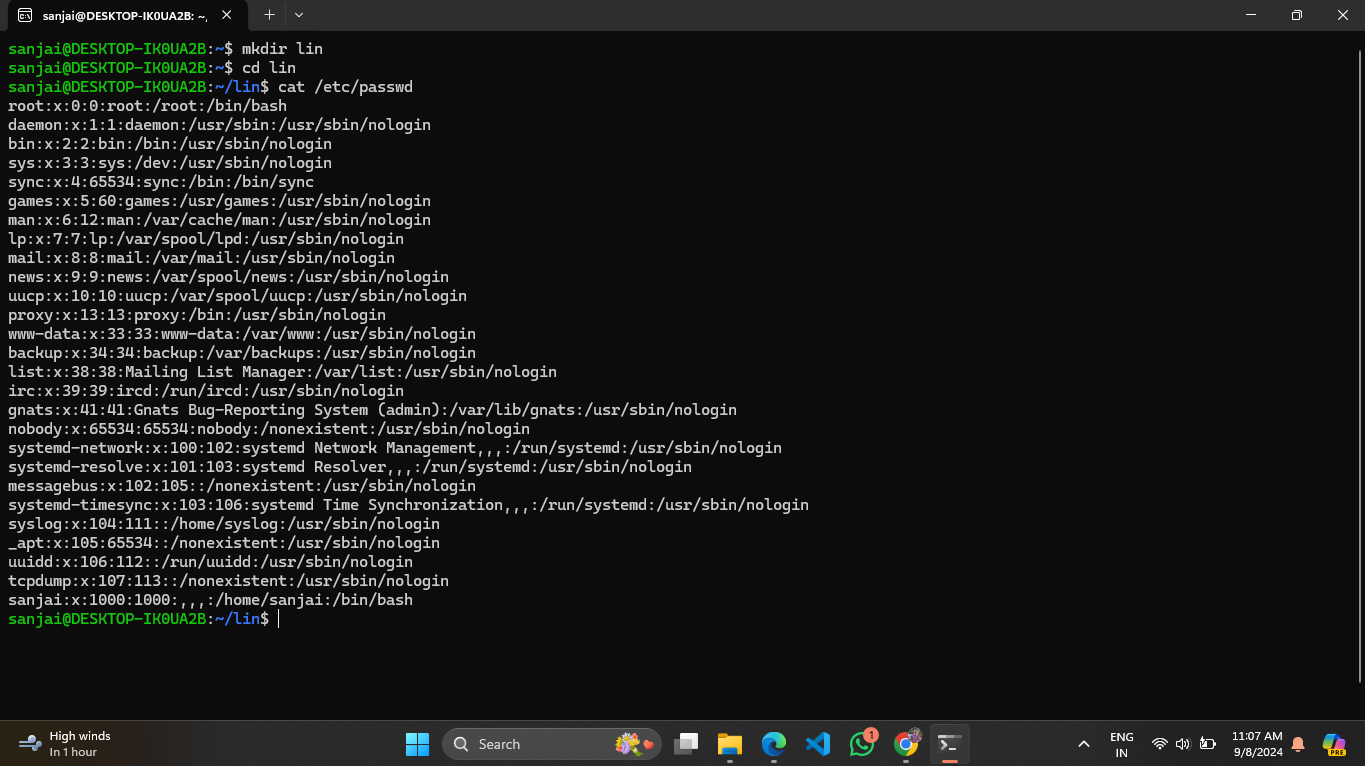 sanjai@DESKTOP-IK0UA2B: ~,
sanjai@DESKTOP-IK0UA2B:~$ mkdir lin
sanjai@DESKTOP-IK0UA2B:~$ cd lin
sanjai@DESKTOP-IK0UA2B:~/lin$ cat /etc/passwd
root:x:0:0:root:/root:/bin/bash
daemon:x:1:1:daemon:/usr/sbin:/usr/sbin/nologin
bin:x:2:2:bin:/bin:/usr/sbin/nologin
sys:x:3:3:sys:/dev:/usr/sbin/nologin
sync:x:4:65534:sync:/bin:/bin/sync
games:x:5:60:games:/usr/games:/usr/sbin/nologin
man:x:6:12:man:/var/cache/man:/usr/sbin/nologin
lp:x:7:7:lp:/var/spool/lpd:/usr/sbin/nologin
mail:x:8:8:mail:/var/mail:/usr/sbin/nologin
news:x:9:9:news:/var/spool/news:/usr/sbin/nologin
uucp:x:10:10:uucp:/var/spool/uucp:/usr/sbin/nologin
proxy:x:13:13:proxy:/bin:/usr/sbin/nologin
www-data:x:33:33:www-data:/var/www:/usr/sbin/nologin
backup:x:34:34:backup:/var/backups:/usr/sbin/nologin
list:x:38:38:Mailing List Manager:/var/list:/usr/sbin/nologin
irc:x:39:39:ircd:/run/ircd:/usr/sbin/nologin
gnats:x:41:41:Gnats Bug-Reporting System (admin):/var/lib/gnats:/usr/sbin/nologin
nobody:x:65534:65534:nobody:/nonexistent:/usr/sbin/nologin
systemd-network:x:100:102:systemd Network Management,,,:/run/systemd:/usr/sbin/nologin
systemd-resolve:x:101:103:systemd Resolver,,,:/run/systemd:/usr/sbin/nologin
messagebus:x:102:105::/nonexistent:/usr/sbin/nologin
systemd-timesync:x:103:106:systemd Time Synchronization,,,:/run/systemd:/usr/sbin/nologin
syslog:x:104:111::/home/syslog:/usr/sbin/nologin
_apt:x:105:65534::/nonexistent:/usr/sbin/nologin
uuidd:x:106:112::/run/uuidd:/usr/sbin/nologin
tcpdump:x:107:113::/nonexistent:/usr/sbin/nologin
sanjai:x:1000:1000:,,,:/home/sanjai:/bin/bash
sanjai@DESKTOP-IK0UA2B:~/lin$
High winds
In 1 hour
Search
1
ENG
IN
11:07 AM
9/8/2024
PRE